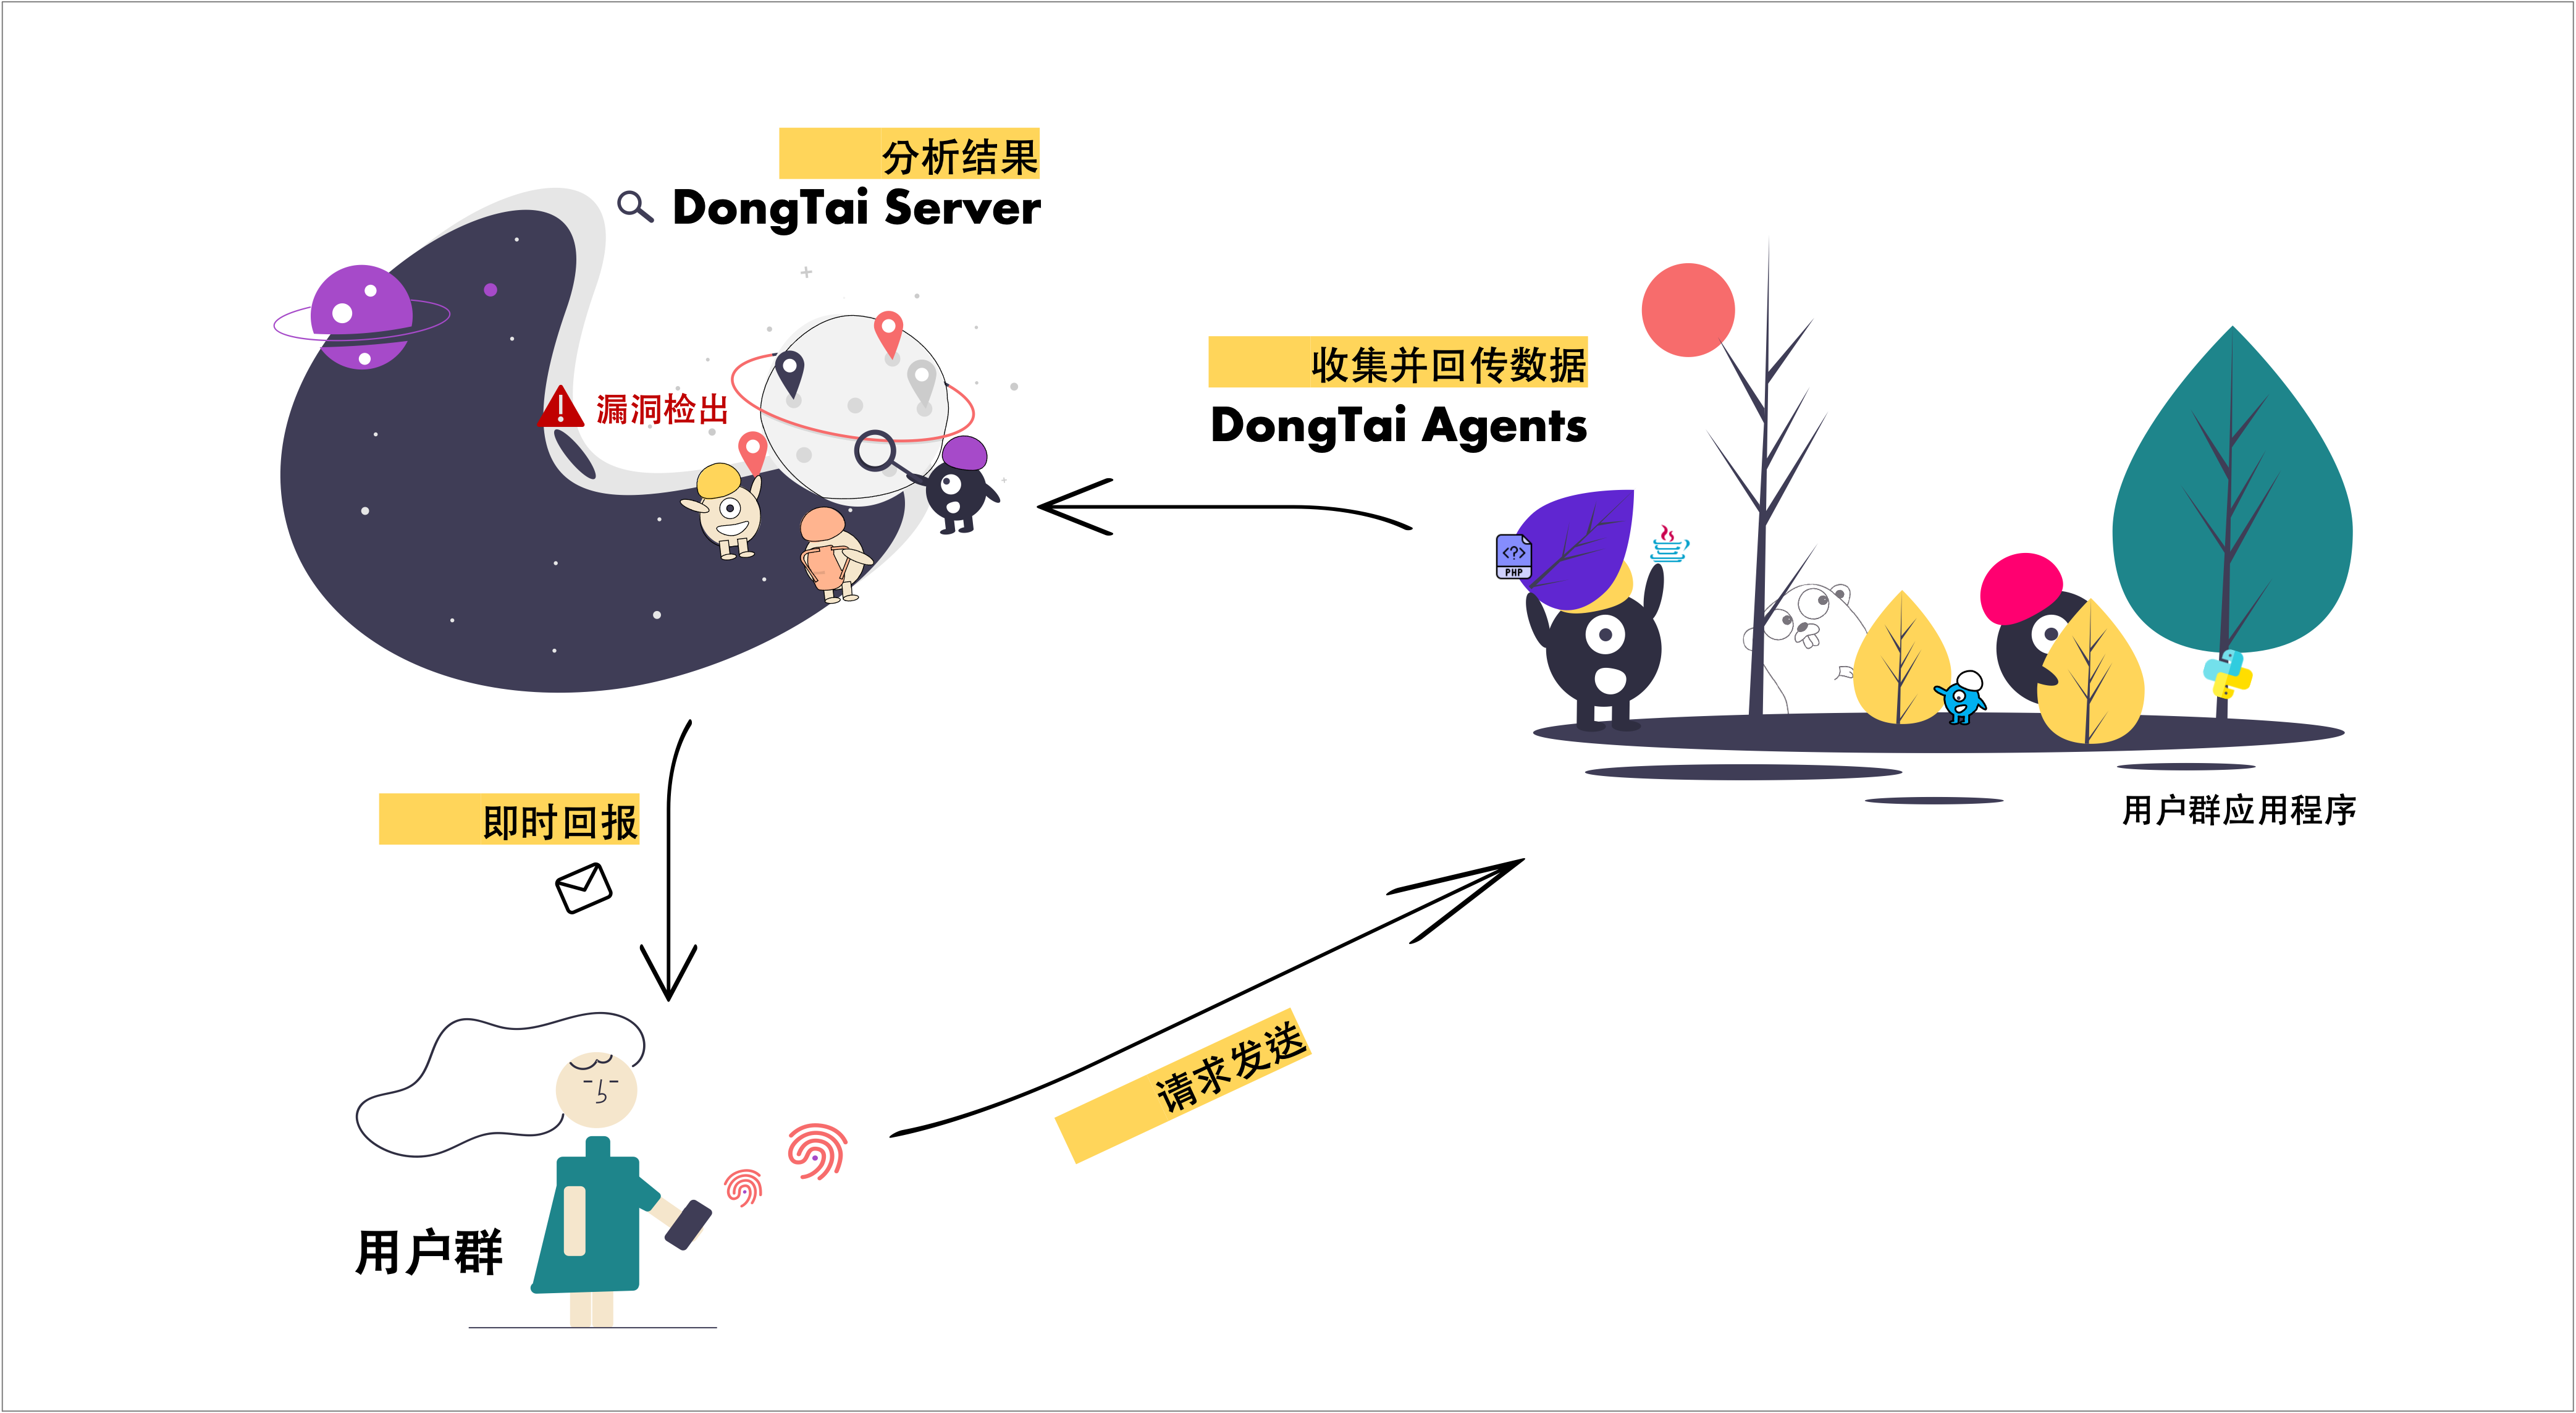 分析结果
DongTai Server
漏洞检出
收集并回传数据
DongTai Agents
<?>
PHP
用户群应用程序
即时回报
请求发送
用户群